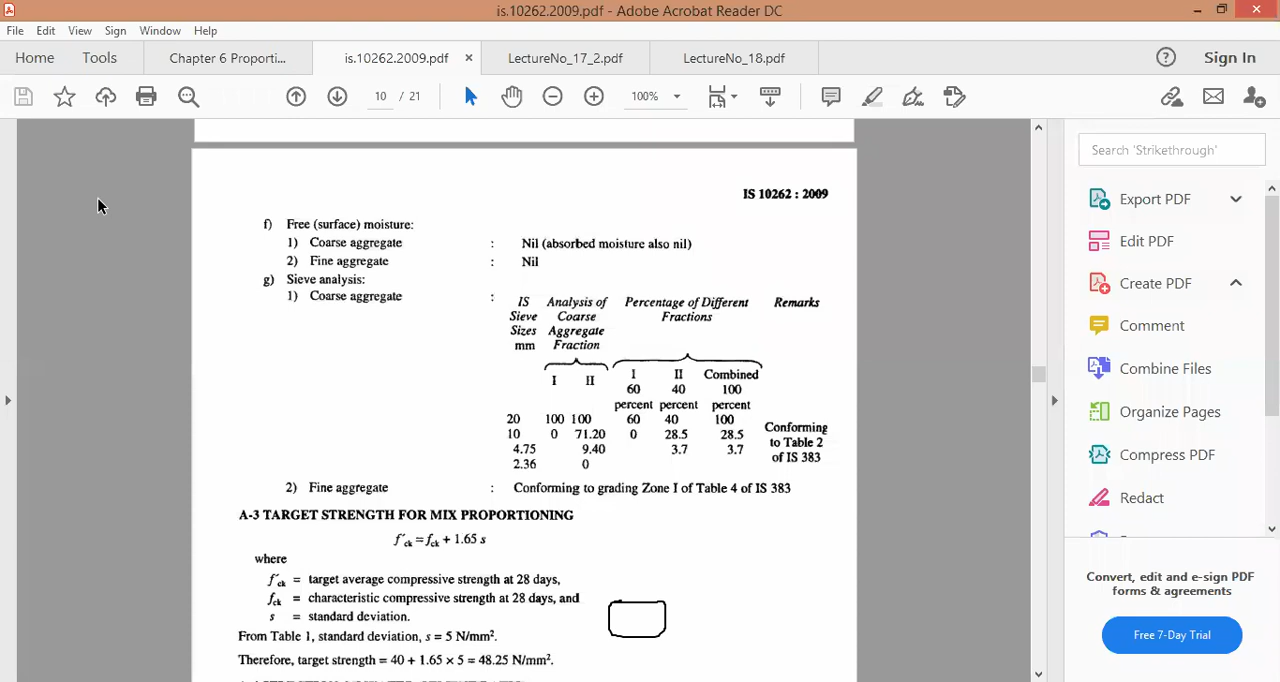 is.10262.2009.pdf - Adobe Acrobat Reader DC
File Edit View Sign Window Help
Home Tools Chapter 6 Proporti... is.10262.2009.pdf × LectureNo_17_2.pdf LectureNo_18.pdf Sign In
10 / 21 100%
IS 10262 : 2009
f) Free (surface) moisture:
1) Coarse aggregate : Nil (absorbed moisture also nil)
2) Fine aggregate : Nil
g) Sieve analysis:
1) Coarse aggregate :
IS Analysis of Percentage of Different Remarks
Sieve Coarse Fractions
Sizes Aggregate
mm Fraction
I II I II Combined
60 40 100
percent percent percent
20 100 100 60 40 100
10 0 71.20 0 28.5 28.5
4.75 9.40 3.7 3.7
2.36 0
Conforming
to Table 2
of IS 383
2) Fine aggregate : Conforming to grading Zone I of Table 4 of IS 383
A-3 TARGET STRENGTH FOR MIX PROPORTIONING
f′ck = fck + 1.65 s
where
f′ck = target average compressive strength at 28 days,
fck = characteristic compressive strength at 28 days, and
s = standard deviation.
From Table 1, standard deviation, s = 5 N/mm².
Therefore, target strength = 40 + 1.65 × 5 = 48.25 N/mm².
Search 'Strikethrough'
Export PDF
Edit PDF
Create PDF
Comment
Combine Files
Organize Pages
Compress PDF
Redact
Convert, edit and e-sign PDF
forms & agreements
Free 7-Day Trial